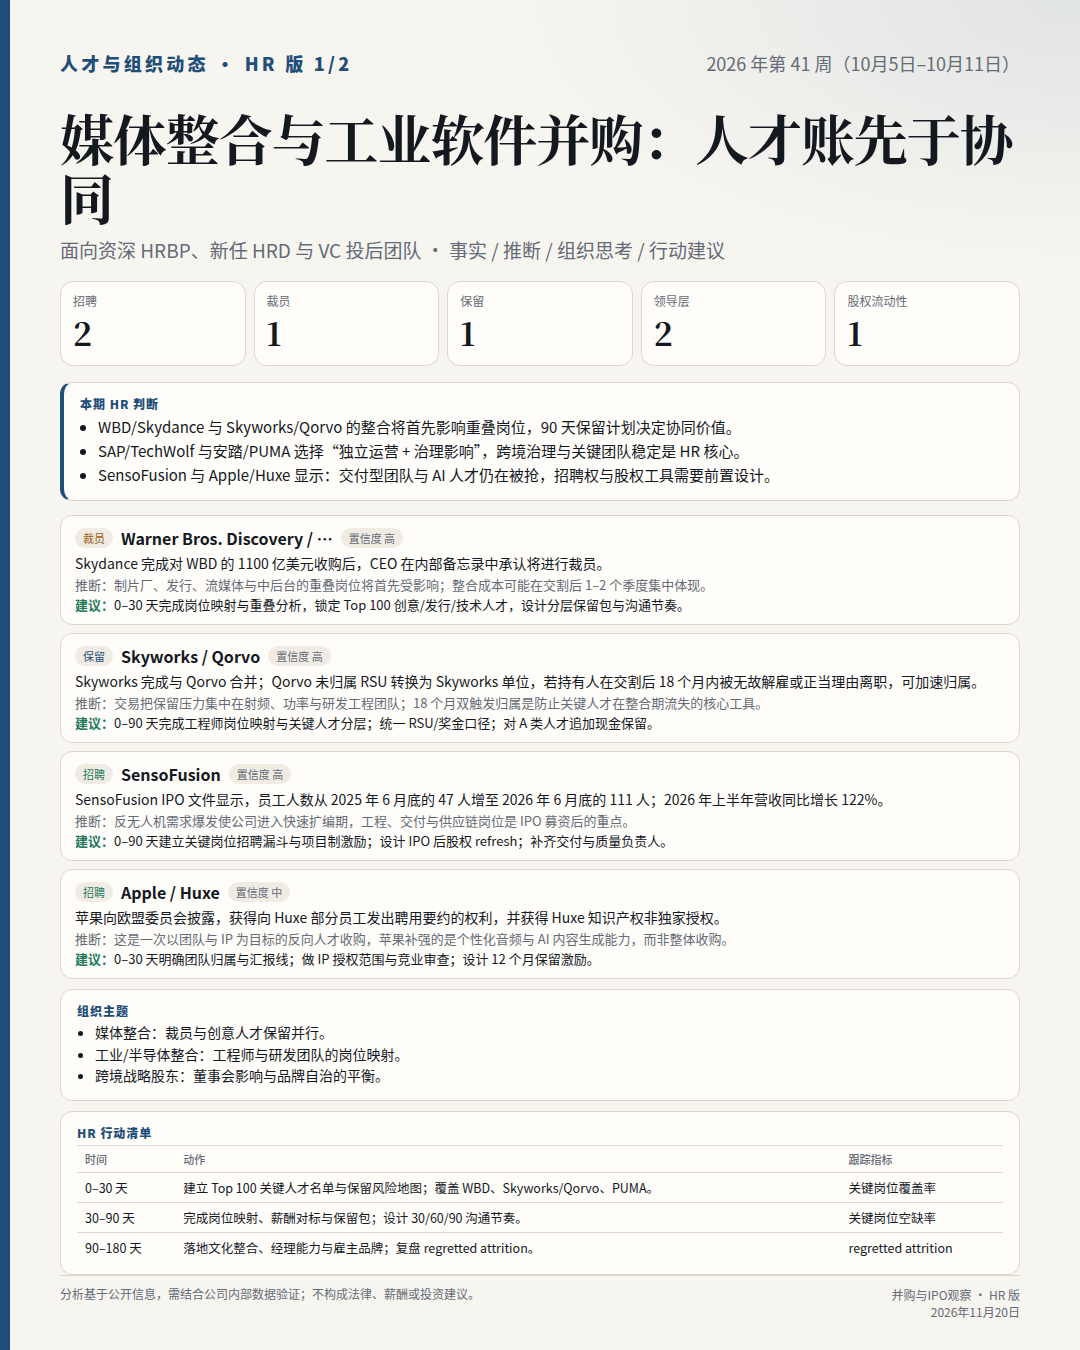 人才与组织动态 · HR 版 1/2
2026 年第 41 周（10月5日–10月11日）
媒体整合与工业软件并购：人才账先于协
同
面向资深 HRBP、新任 HRD 与 VC 投后团队 · 事实 / 推断 / 组织思考 / 行动建议
招聘
2
裁员
1
保留
1
领导层
2
股权流动性
1
本期 HR 判断
• WBD/Skydance 与 Skyworks/Qorvo 的整合将首先影响重叠岗位，90 天保留计划决定协同价值。
• SAP/TechWolf 与安踏/PUMA 选择“独立运营 + 治理影响”，跨境治理与关键团队稳定是 HR 核心。
• SensoFusion 与 Apple/Huxe 显示：交付型团队与 AI 人才仍在被抢，招聘权与股权工具需要前置设计。
裁员 Warner Bros. Discovery / … 置信度 高
Skydance 完成对 WBD 的 1100 亿美元收购后，CEO 在内部备忘录中承认将进行裁员。
推断：制片厂、发行、流媒体与中后台的重叠岗位将首先受影响；整合成本可能在交割后 1–2 个季度集中体现。
建议：0–30 天完成岗位映射与重叠分析，锁定 Top 100 创意/发行/技术人才，设计分层保留包与沟通节奏。
保留 Skyworks / Qorvo 置信度 高
Skyworks 完成与 Qorvo 合并；Qorvo 未归属 RSU 转换为 Skyworks 单位，若持有人在交割后 18 个月内被无故解雇或正当理由离职，可加速归属。
推断：交易把保留压力集中在射频、功率与研发工程团队；18 个月双触发归属是防止关键人才在整合期流失的核心工具。
建议：0–90 天完成工程师岗位映射与关键人才分层；统一 RSU/奖金口径；对 A 类人才追加现金保留。
招聘 SensoFusion 置信度 高
SensoFusion IPO 文件显示，员工人数从 2025 年 6 月底的 47 人增至 2026 年 6 月底的 111 人；2026 年上半年营收同比增长 122%。
推断：反无人机需求爆发使公司进入快速扩编期，工程、交付与供应链岗位是 IPO 募资后的重点。
建议：0–90 天建立关键岗位招聘漏斗与项目制激励；设计 IPO 后股权 refresh；补齐交付与质量负责人。
招聘 Apple / Huxe 置信度 中
苹果向欧盟委员会披露，获得向 Huxe 部分员工发出聘用要约的权利，并获得 Huxe 知识产权非独家授权。
推断：这是一次以团队与 IP 为目标的反向人才收购，苹果补强的是个性化音频与 AI 内容生成能力，而非整体收购。
建议：0–30 天明确团队归属与汇报线；做 IP 授权范围与竞业审查；设计 12 个月保留激励。
组织主题
• 媒体整合：裁员与创意人才保留并行。
• 工业/半导体整合：工程师与研发团队的岗位映射。
• 跨境战略股东：董事会影响与品牌自治的平衡。
HR 行动清单
时间 动作 跟踪指标
0–30 天 建立 Top 100 关键人才名单与保留风险地图；覆盖 WBD、Skyworks/Qorvo、PUMA。 关键岗位覆盖率
30–90 天 完成岗位映射、薪酬对标与保留包；设计 30/60/90 沟通节奏。 关键岗位空缺率
90–180 天 落地文化整合、经理能力与雇主品牌；复盘 regretted attrition。 regretted attrition
分析基于公开信息，需结合公司内部数据验证；不构成法律、薪酬或投资建议。
并购与IPO观察 · HR 版
2026年11月20日